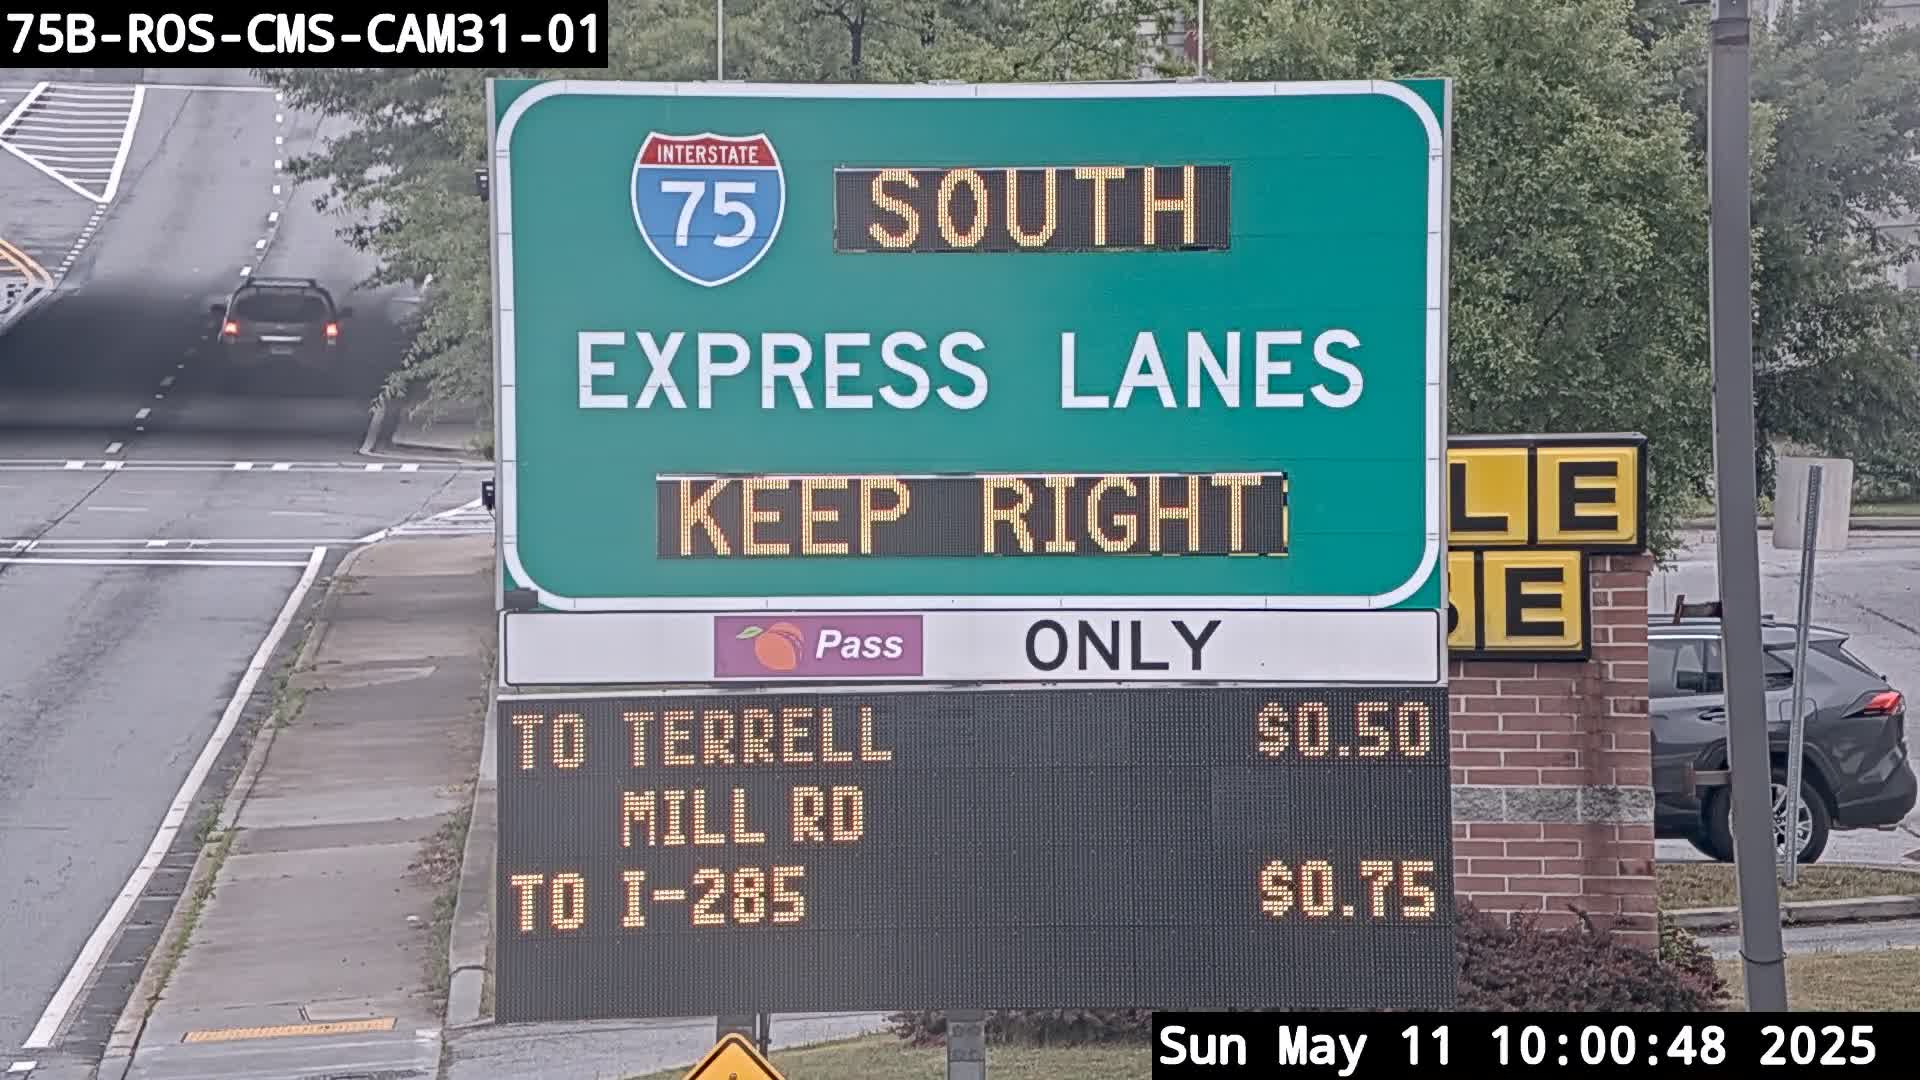 75B-ROS-CMS-CAM31-01
INTERSTATE
75 SOUTH
EXPRESS LANES
KEEP RIGHT
LE
E
Pass ONLY
TO TERRELL $0.50
MILL RD
TO I-285 $0.75
Sun May 11 10:00:48 2025